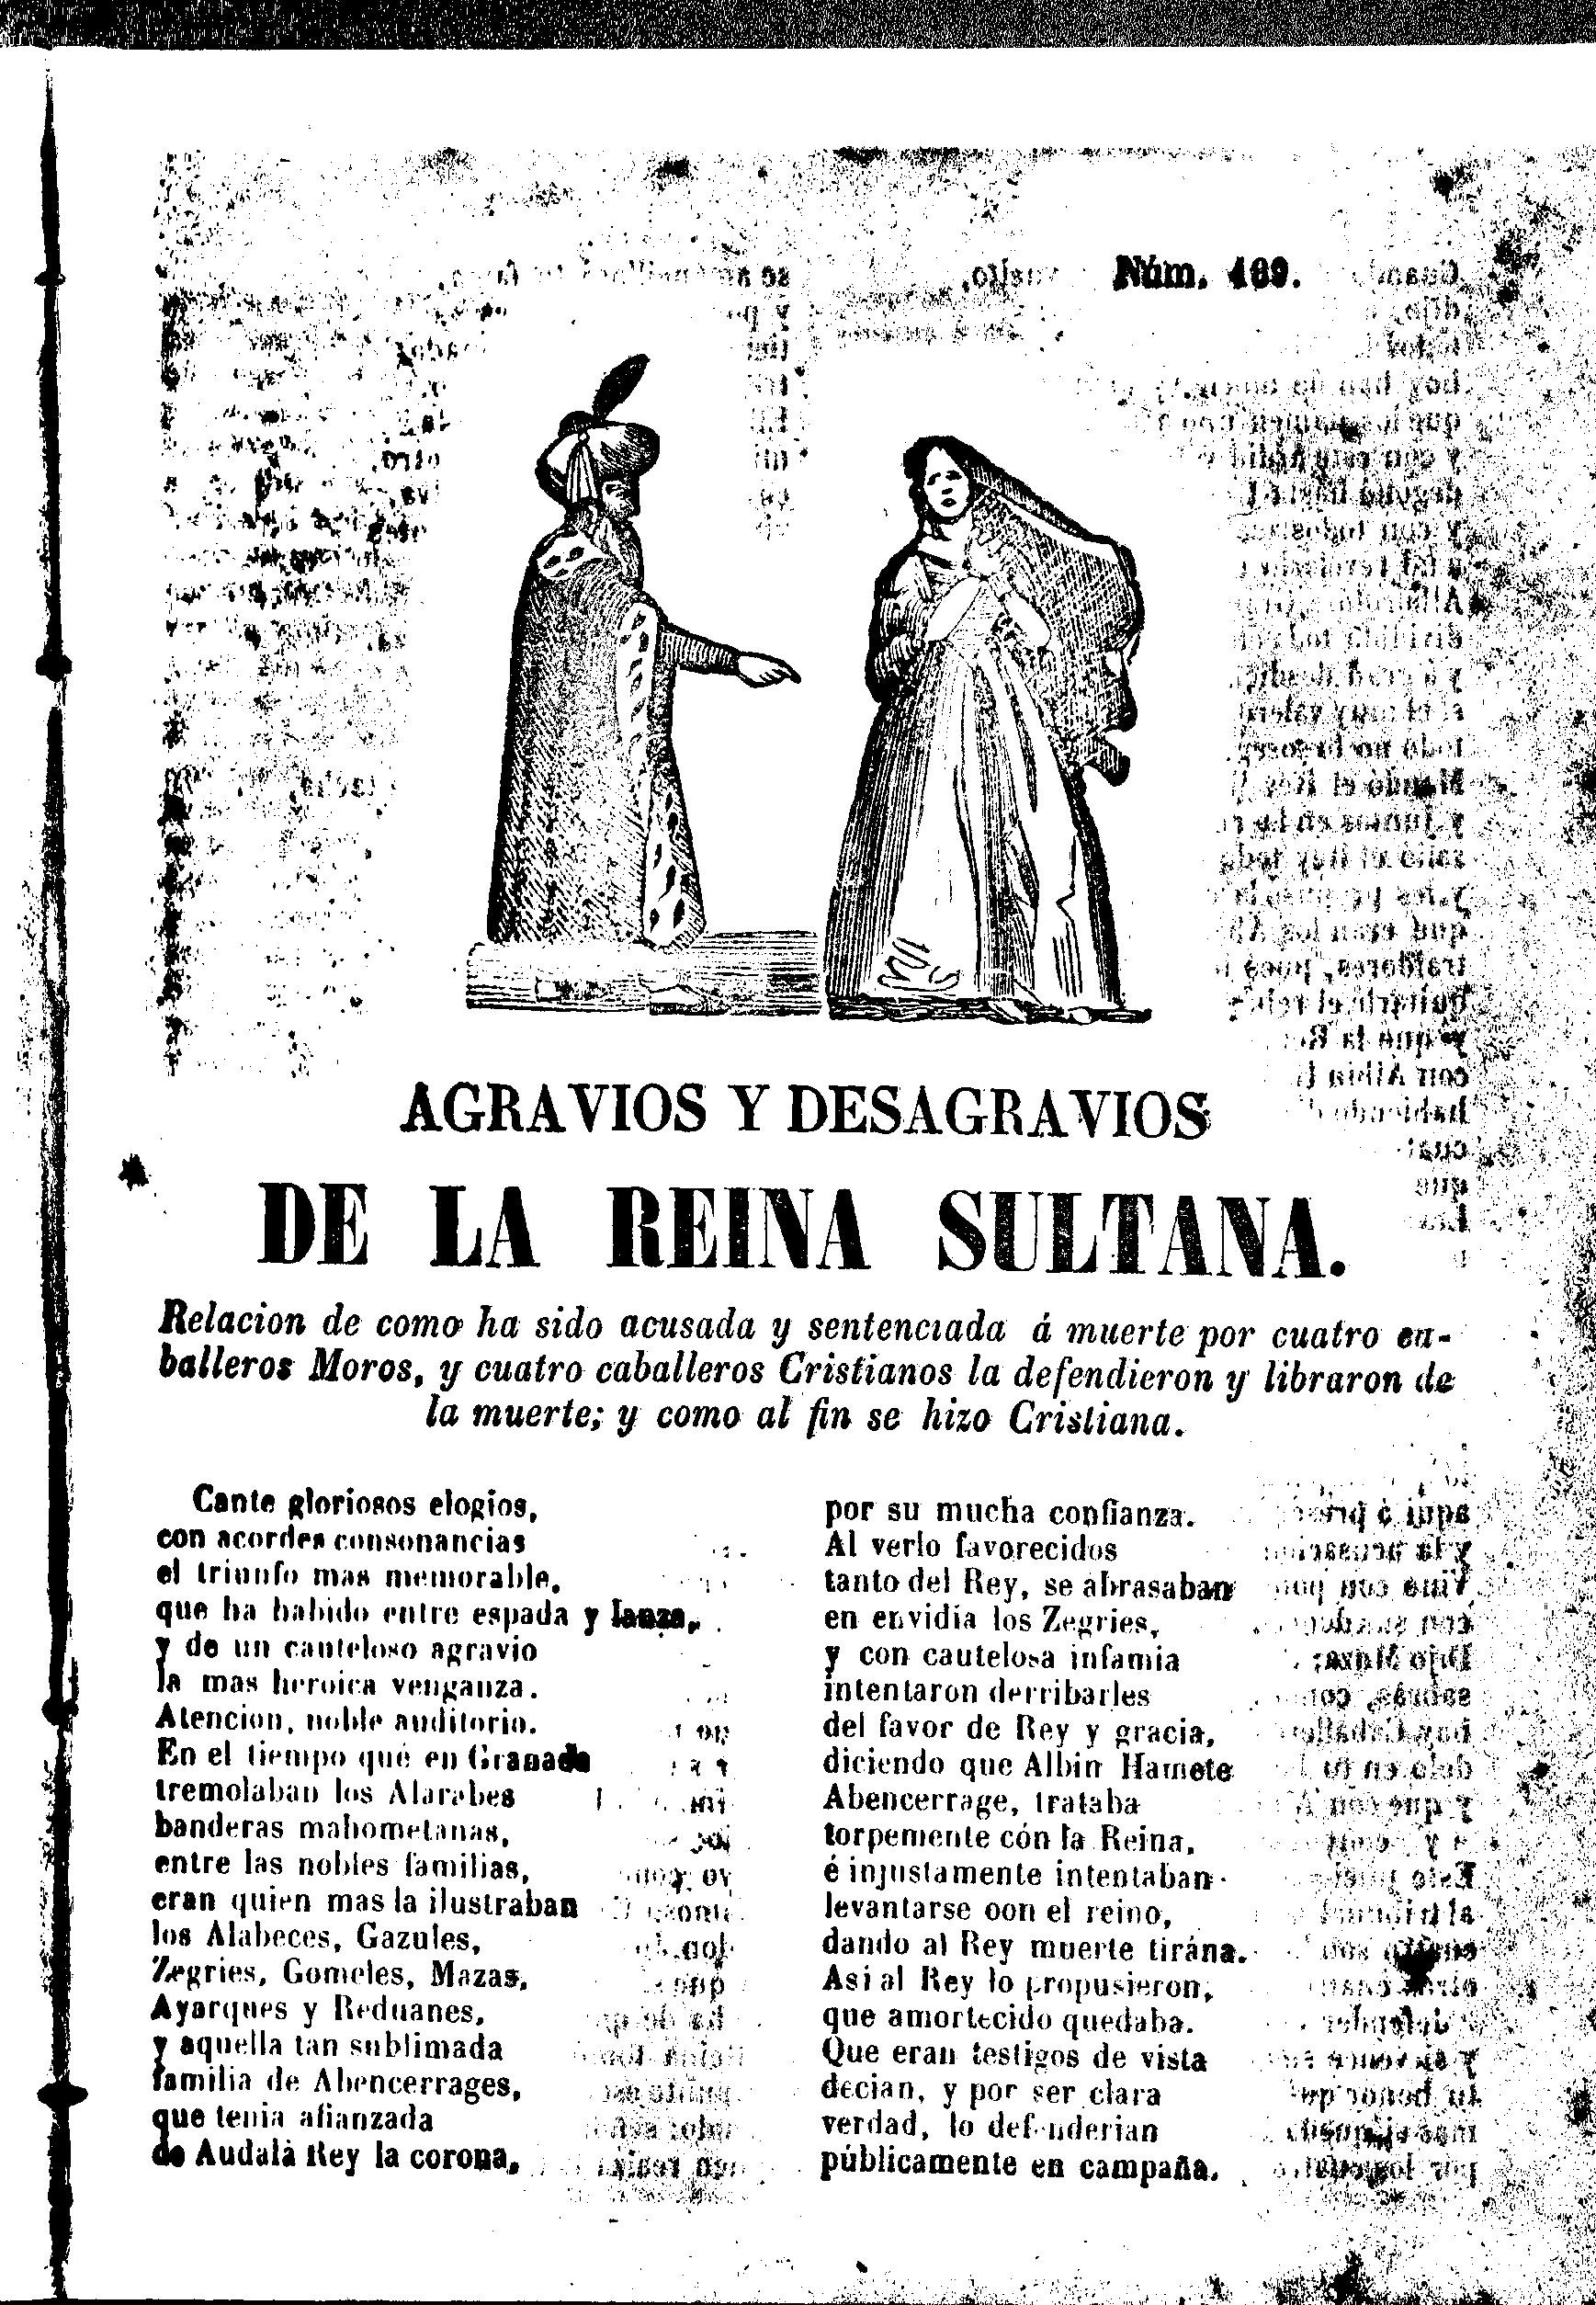 Núm. 169.
AGRAVIOS Y DESAGRAVIOS
DE LA REINA SULTANA.
Relacion de como ha sido acusada y sentenciada á muerte por cuatro ca-
balleros Moros, y cuatro caballeros Cristianos la defendieron y libraron de
la muerte; y como al fin se hizo Cristiana.
Cante gloriosos elogios,
con acordes consonancias
el triunfo mas memorable,
que ha habido entre espada y lanza,
y de un cauteloso agravio
la mas heroica venganza.
Atencion, noble auditorio.
En el tiempo que en Granada
tremolaban los Alarabes
banderas mahometanas,
entre las nobles familias,
eran quien mas la ilustraban
los Alabeces, Gazules,
Zegries, Gomeles, Mazas,
Ayarques y Reduanes,
y aquella tan sublimada
familia de Abencerrages,
que tenia afianzada
de Audalá Rey la corona,
por su mucha confianza.
Al verlo favorecidos
tanto del Rey, se abrasaban
en envidia los Zegries,
y con cautelosa infamia
intentaron derribarles
del favor de Rey y gracia,
diciendo que Albin Hamete
Abencerrage, trataba
torpemente cón la Reina,
é injustamente intentaban
levantarse oon el reino,
dando al Rey muerte tirána.
Asi al Rey lo propusieron,
que amortecido quedaba.
Que eran testigos de vista
decian, y por ser clara
verdad, lo defenderian
públicamente en campaña.